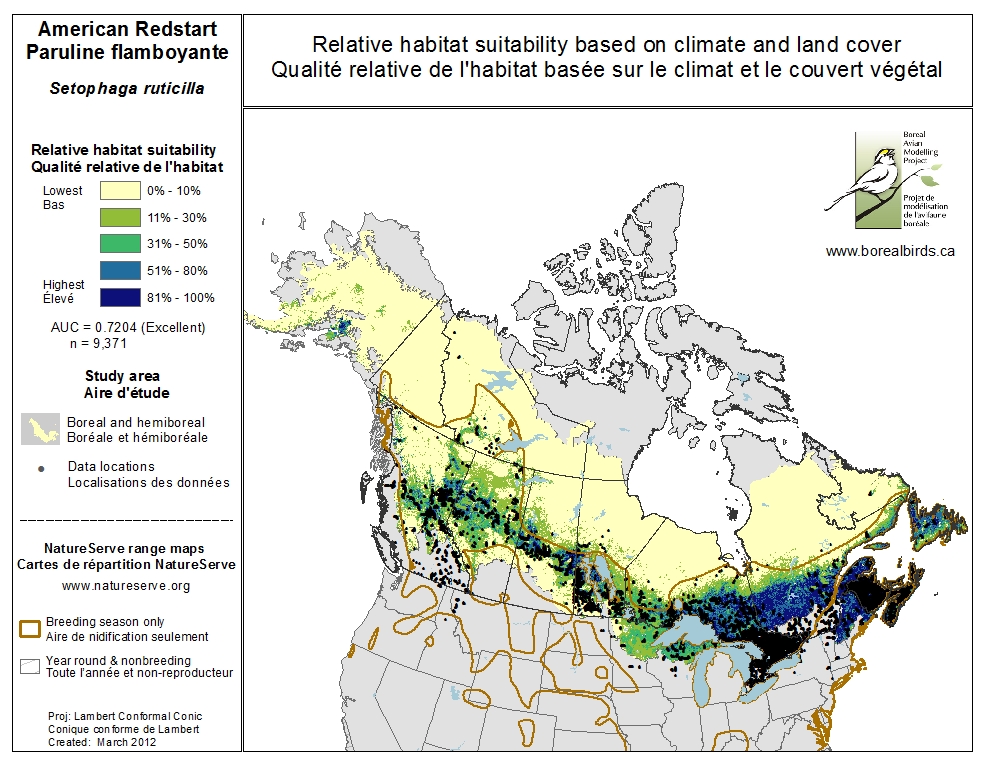 American Redstart
Paruline flamboyante
Setophaga ruticilla
Relative habitat suitability based on climate and land cover
Qualité relative de l'habitat basée sur le climat et le couvert végétal
Relative habitat suitability
Qualité relative de l'habitat
Lowest
Bas
0% - 10%
11% - 30%
31% - 50%
51% - 80%
Highest
Élevé
81% - 100%
AUC = 0.7204 (Excellent)
n = 9,371
Study area
Aire d'étude
Boreal and hemiboreal
Boréale et hémiboréale
Data locations
Localisations des données
NatureServe range maps
Cartes de répartition NatureServe
www.natureserve.org
Breeding season only
Aire de nidification seulement
Year round & nonbreeding
Toute l'année et non-reproducteur
Proj: Lambert Conformal Conic
Conique conforme de Lambert
Created: March 2012
Boreal
Avian
Modelling
Project
Projet de
modélisation
de l'avifaune
boréale
www.borealbirds.ca